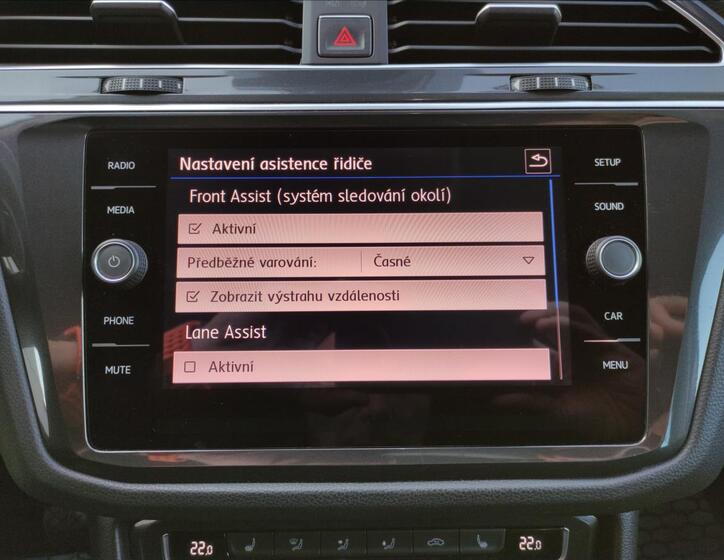 RADIO
MEDIA
PHONE
MUTE
Nastavení asistence řidiče
Front Assist (systém sledování okolí)
Aktivní
Předběžné varování: Časné
Zobrazit výstrahu vzdálenosti
Lane Assist
Aktivní
SETUP
SOUND
CAR
MENU
22.0 22.0